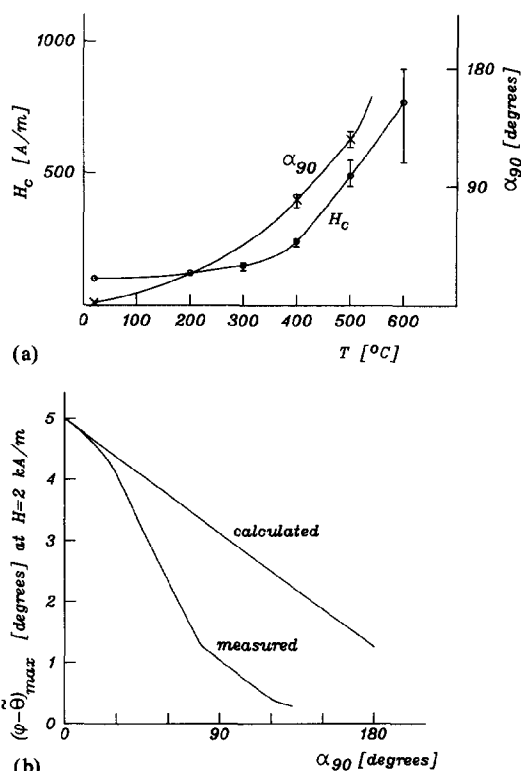 1000
500
H_c [A/m]
180
90
α_90 [degrees]
α_90
H_c
0 100 200 300 400 500 600
T [°C]
(a)
5
4
3
2
1
0
(φ-Θ̃)_max [degrees] at H=2 kA/m
calculated
measured
0 90 180
α_90 [degrees]
(b)